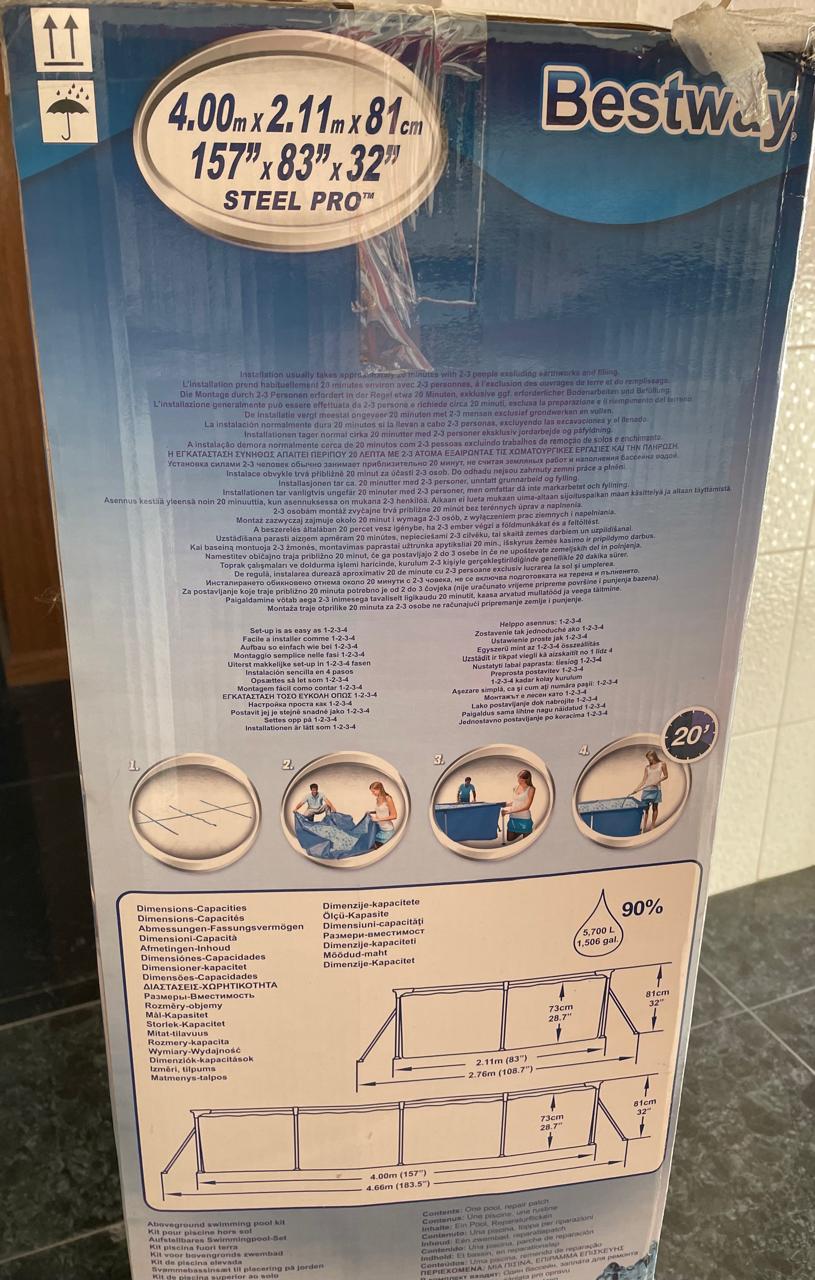 4.00m x 2.11m x 81cm
157” x 83” x 32”
STEEL PRO™
Bestway
Installation usually takes approximately 20 minutes with 2-3 people excluding earthworks and filling.
L'installation prend habituellement 20 minutes environ avec 2-3 personnes, à l'exclusion des ouvrages de terre et do remplissage.
Die Montage durch 2-3 Personen erfordert in der Regel etwa 20 Minuten, exklusive ggf. erforderlicher Bodenarbeiten und Befüllung.
L'installazione generalmente può essere effettuata da 2-3 persone e richiede circa 20 minuti, esclusa la preparazione e il riempimento del terreno
De installatie vergt meestal ongeveer 20 minuten met 2-3 mensen exclusief grondwerken en vullen.
La instalación normalmente dura 20 minutos si la llevan a cabo 2-3 personas, excluyendo las excavaciones y el llenado.
Installationen tager normal cirka 20 minutter med 2-3 personer eksklusiv jordarbejde og påfyldning.
A instalação demora normalmente cerca de 20 minutos com 2-3 pessoas excluindo trabalhos de remoção de solos e enchimento.
Η ΕΓΚΑΤΑΣΤΑΣΗ ΣΥΝΗΘΩΣ ΑΠΑΙΤΕΙ ΠΕΡΙΠΟΥ 20 ΛΕΠΤΑ ΜΕ 2-3 ΑΤΟΜΑ ΕΞΑΙΡΩΝΤΑΣ ΤΙΣ ΧΩΜΑΤΟΥΡΓΙΚΕΣ ΕΡΓΑΣΙΕΣ ΚΑΙ ΤΗΝ ΠΛΗΡΩΣΗ.
Установка силами 2-3 человек обычно занимает приблизительно 20 минут, не считая земляных работ и наполнения бассейна водой.
Instalace obvykle trvá přibližně 20 minut za účasti 2-3 osob. Do odhadu nejsou zahrnuty zemní práce a plnění.
Installasjonen tar ca. 20 minutter med 2-3 personer, unntatt grunnarbeid og fylling.
Installationen tar vanligtvis ungefär 20 minuter med 2-3 personer, men omfattar då inte markarbetet och fyllning.
Asennus kestää yleensä noin 20 minuuttia, kun asennuksessa on mukana 2-3 henkilöä. Aikaan ei lueta mukaan uima-altaan sijoituspaikan maan käsittelyä ja altaan täyttämistä.
2-3 osobám montáž zvyčajne trvá približne 20 minút bez terénnych úprav a naplnenia.
Montaż zazwyczaj zajmuje około 20 minut i wymaga 2-3 osób, z wyłączeniem prac ziemnych i napełniania.
A beszerelés általában 20 percet vesz igénybe, ha 2-3 ember végzi a földmunkákat és a feltöltést.
Uzstādīšana parasti aizņem apmēram 20 minūtes, nepieciešami 2-3 cilvēku, tai skaitā zemes darbiem un uzpildīšanai.
Kai baseiną montuoja 2-3 žmonės, montavimas paprastai užtrunka apytiksliai 20 min., išskyrus žemės kasimo ir pripildymo darbus.
Namestitev običajno traja približno 20 minut, če ga postavljajo 2 do 3 osebe in če ne upoštevate zemeljskih del in polnjenja.
Toprak çalışmaları ve doldurma işlemi haricinde, kurulum 2-3 kişiyle gerçekleştirildiğinde genellikle 20 dakika sürer.
De regulă, instalarea durează aproximativ 20 de minute cu 2-3 persoane exclusiv lucrarea la sol și umplerea.
Инсталирането обикновено отнема около 20 минути с 2-3 човека, не се включва подготовката на терена и пълненето.
Za postavljanje koje traje približno 20 minuta potrebno je od 2 do 3 čovjeka (nije uračunato vrijeme pripreme površine i punjenja bazena).
Paigaldamine võtab aega 2-3 inimesega tavaliselt ligikaudu 20 minutit, kaasa arvatud mullatööd ja veega täitmine.
Montaža traje otprilike 20 minuta za 2-3 osobe ne računajući pripremanje zemlje i punjenje.
Set-up is as easy as 1-2-3-4
Facile a installer comme 1-2-3-4
Aufbau so einfach wie bei 1-2-3-4
Montaggio semplice nelle fasi 1-2-3-4
Uiterst makkelijke set-up in 1-2-3-4 fasen
Instalación sencilla en 4 pasos
Opsættes så let som 1-2-3-4
Montagem fácil como contar 1-2-3-4
ΕΓΚΑΤΑΣΤΑΣΗ ΤΟΣΟ ΕΥΚΟΛΗ ΟΠΩΣ 1-2-3-4
Настройка проста как 1-2-3-4
Postavit jej je stejně snadné jako 1-2-3-4
Settes opp på 1-2-3-4
Installationen är lätt som 1-2-3-4
Helppo asennus: 1-2-3-4
Zostavenie tak jednoduché ako 1-2-3-4
Ustawienie proste jak 1-2-3-4
Egyszerű mint az 1-2-3-4 összeállítás
Uzstādīt ir tikpat viegli kā aizskaitīt no 1 līdz 4
Nustatyti labai paprasta: tiesiog 1-2-3-4
Preprosta postavitev 1-2-3-4
1-2-3-4 kadar kolay kurulum
Aşezare simplă, ca şi cum aţi număra paşii: 1-2-3-4
Монтажът е лесен като 1-2-3-4
Lako postavljanje dok nabrojite 1-2-3-4
Paigaldus sama lihtne nagu näidatud 1-2-3-4
Jednostavno postavljanje po koracima 1-2-3-4
1.
2.
3.
4.
20’
Dimensions-Capacities
Dimensions-Capacités
Abmessungen-Fassungsvermögen
Dimensioni-Capacità
Afmetingen-Inhoud
Dimensiónes-Capacidades
Dimensioner-kapacitet
Dimensões-Capacidades
ΔΙΑΣΤΑΣΕΙΣ-ΧΩΡΗΤΙΚΟΤΗΤΑ
Размеры-Вместимость
Rozměry-objemy
Mål-Kapasitet
Storlek-Kapacitet
Mitat-tilavuus
Rozmery-kapacita
Wymiary-Wydajność
Dimenziók-kapacitások
Izmēri, tilpums
Matmenys-talpos
Dimenzije-kapacitete
Ölçü-Kapasite
Dimensiuni-capacităţi
Размери-вместимост
Dimenzije-kapaciteti
Mõõdud-maht
Dimenzije-Kapacitet
5,700 L
1,506 gal.
90%
73cm
28.7”
81cm
32”
2.11m (83”)
2.76m (108.7”)
73cm
28.7”
81cm
32”
4.00m (157”)
4.66m (183.5”)
Aboveground swimming pool kit
Kit pour piscine hors sol
Aufstellbares Swimmingpool-Set
Kit piscina fuori terra
Kit voor bovengronds zwembad
Kit de piscina elevada
Svømmebassinsæt til placering på jorden
Kit de piscina superior ao solo
Contents: One pool, repair patch
Contenus: Une piscine, une rustine
Inhalte: Ein Pool, Reparaturflicken
Contenuto: Una piscina, toppa per riparazioni
Inhoud: Eén zwembad, reparatielapje
Contenido: Una piscina, parche de reparación
Indhold: Et bassin, en reparationslap
Conteúdos: Uma piscina, remendo de reparação
ΠΕΡΙΕΧΟΜΕΝΑ: ΜΙΑ ΠΙΣΙΝΑ, ΕΠΙΡΑΜΜΑ ΕΠΙΣΚΕΥΗΣ